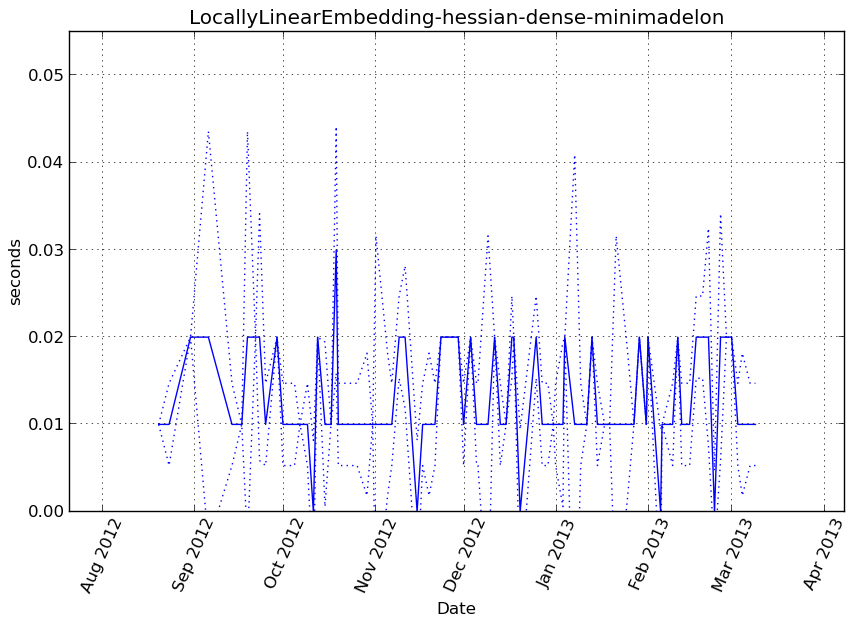 LocallyLinearEmbedding-hessian-dense-minimadelon
0.05
0.04
0.03
0.02
0.01
0.00
seconds
Aug 2012
Sep 2012
Oct 2012
Nov 2012
Dec 2012
Jan 2013
Feb 2013
Mar 2013
Apr 2013
Date